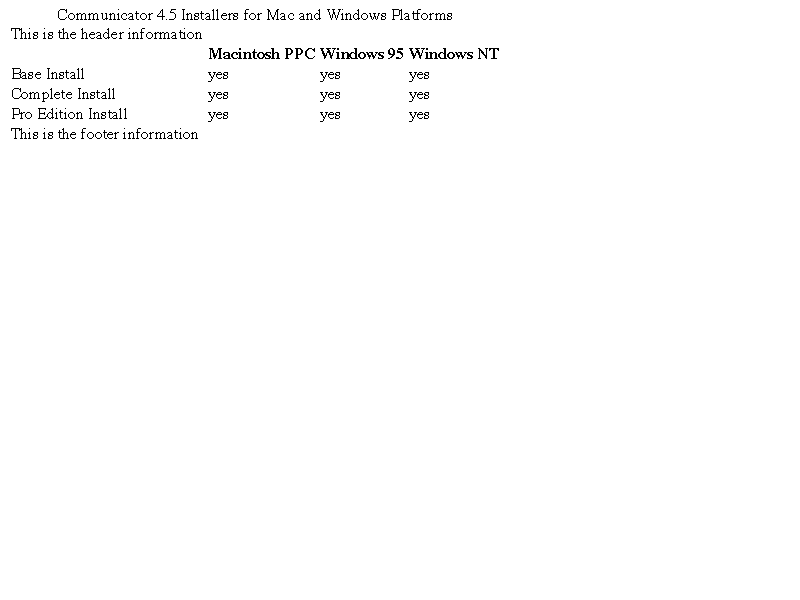 Communicator 4.5 Installers for Mac and Windows Platforms
This is the header information
Macintosh PPC Windows 95 Windows NT
Base Install yes yes yes
Complete Install yes yes yes
Pro Edition Install yes yes yes
This is the footer information